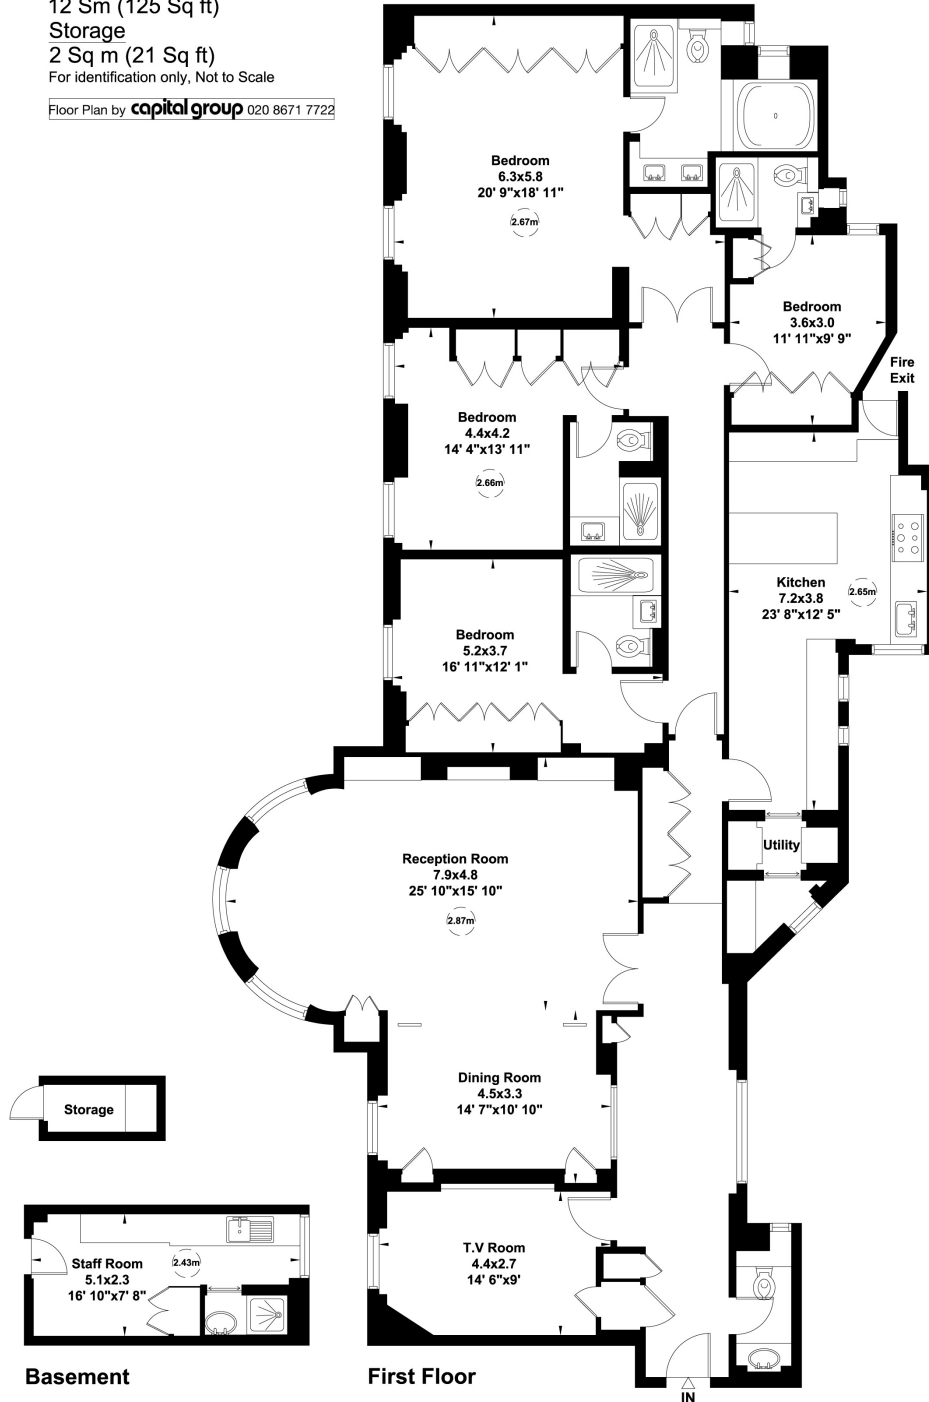 12 Sm (125 Sq ft)
Storage
2 Sq m (21 Sq ft)
For identification only, Not to Scale
Floor Plan by capital group 020 8671 7722
Bedroom
6.3x5.8
20' 9"x18' 11"
2.67m
Bedroom
3.6x3.0
11' 11"x9' 9"
Fire
Exit
Bedroom
4.4x4.2
14' 4"x13' 11"
2.66m
Kitchen
7.2x3.8
23' 8"x12' 5"
2.65m
Bedroom
5.2x3.7
16' 11"x12' 1"
Utility
Reception Room
7.9x4.8
25' 10"x15' 10"
2.87m
Dining Room
4.5x3.3
14' 7"x10' 10"
Storage
T.V Room
4.4x2.7
14' 6"x9'
Staff Room
5.1x2.3
16' 10"x7' 8"
2.43m
Basement
First Floor
IN